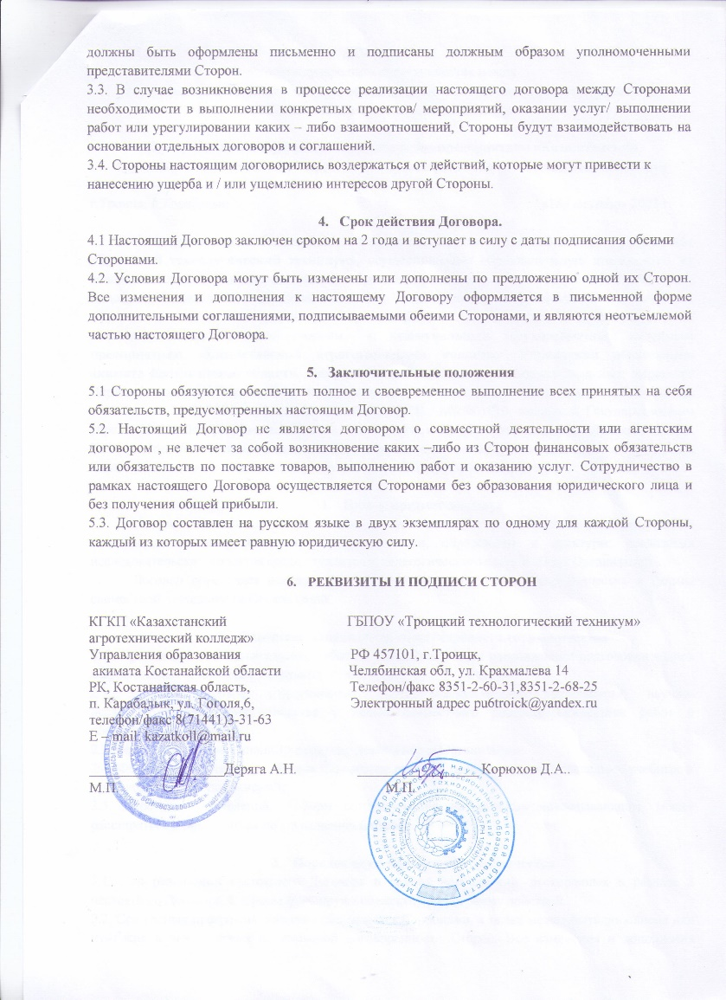 должны быть оформлены письменно и подписаны должным образом уполномоченными
представителями Сторон.
3.3. В случае возникновения в процессе реализации настоящего договора между Сторонами
необходимости в выполнении конкретных проектов/ мероприятий, оказании услуг/ выполнении
работ или урегулировании каких – либо взаимоотношений, Стороны будут взаимодействовать на
основании отдельных договоров и соглашений.
3.4. Стороны настоящим договорились воздержаться от действий, которые могут привести к
нанесению ущерба и / или ущемлению интересов другой Стороны.
4. Срок действия Договора.
4.1 Настоящий Договор заключен сроком на 2 года и вступает в силу с даты подписания обеими
Сторонами.
4.2. Условия Договора могут быть изменены или дополнены по предложению одной их Сторон.
Все изменения и дополнения к настоящему Договору оформляется в письменной форме
дополнительными соглашениями, подписываемыми обеими Сторонами, и являются неотъемлемой
частью настоящего Договора.
5. Заключительные положения
5.1 Стороны обязуются обеспечить полное и своевременное выполнение всех принятых на себя
обязательств, предусмотренных настоящим Договор.
5.2. Настоящий Договор не является договором о совместной деятельности или агентским
договором , не влечет за собой возникновение каких –либо из Сторон финансовых обязательств
или обязательств по поставке товаров, выполнению работ и оказанию услуг. Сотрудничество в
рамках настоящего Договора осуществляется Сторонами без образования юридического лица и
без получения общей прибыли.
5.3. Договор составлен на русском языке в двух экземплярах по одному для каждой Стороны,
каждый из которых имеет равную юридическую силу.
6. РЕКВИЗИТЫ И ПОДПИСИ СТОРОН
КГКП «Казахстанский
агротехнический колледж»
Управления образования
акимата Костанайской области
РК, Костанайская область,
п. Карабалык, ул. Гоголя,6,
телефон/факс 8(71441)3-31-63
E – mail: kazatkoll@mail.ru
Деряга А.Н.
М.П.
ГБПОУ «Троицкий технологический техникум»
РФ 457101, г.Троицк,
Челябинская обл, ул. Крахмалева 14
Телефон/факс 8351-2-60-31,8351-2-68-25
Электронный адрес pu6troick@yandex.ru
Корюхов Д.А..
М.П.